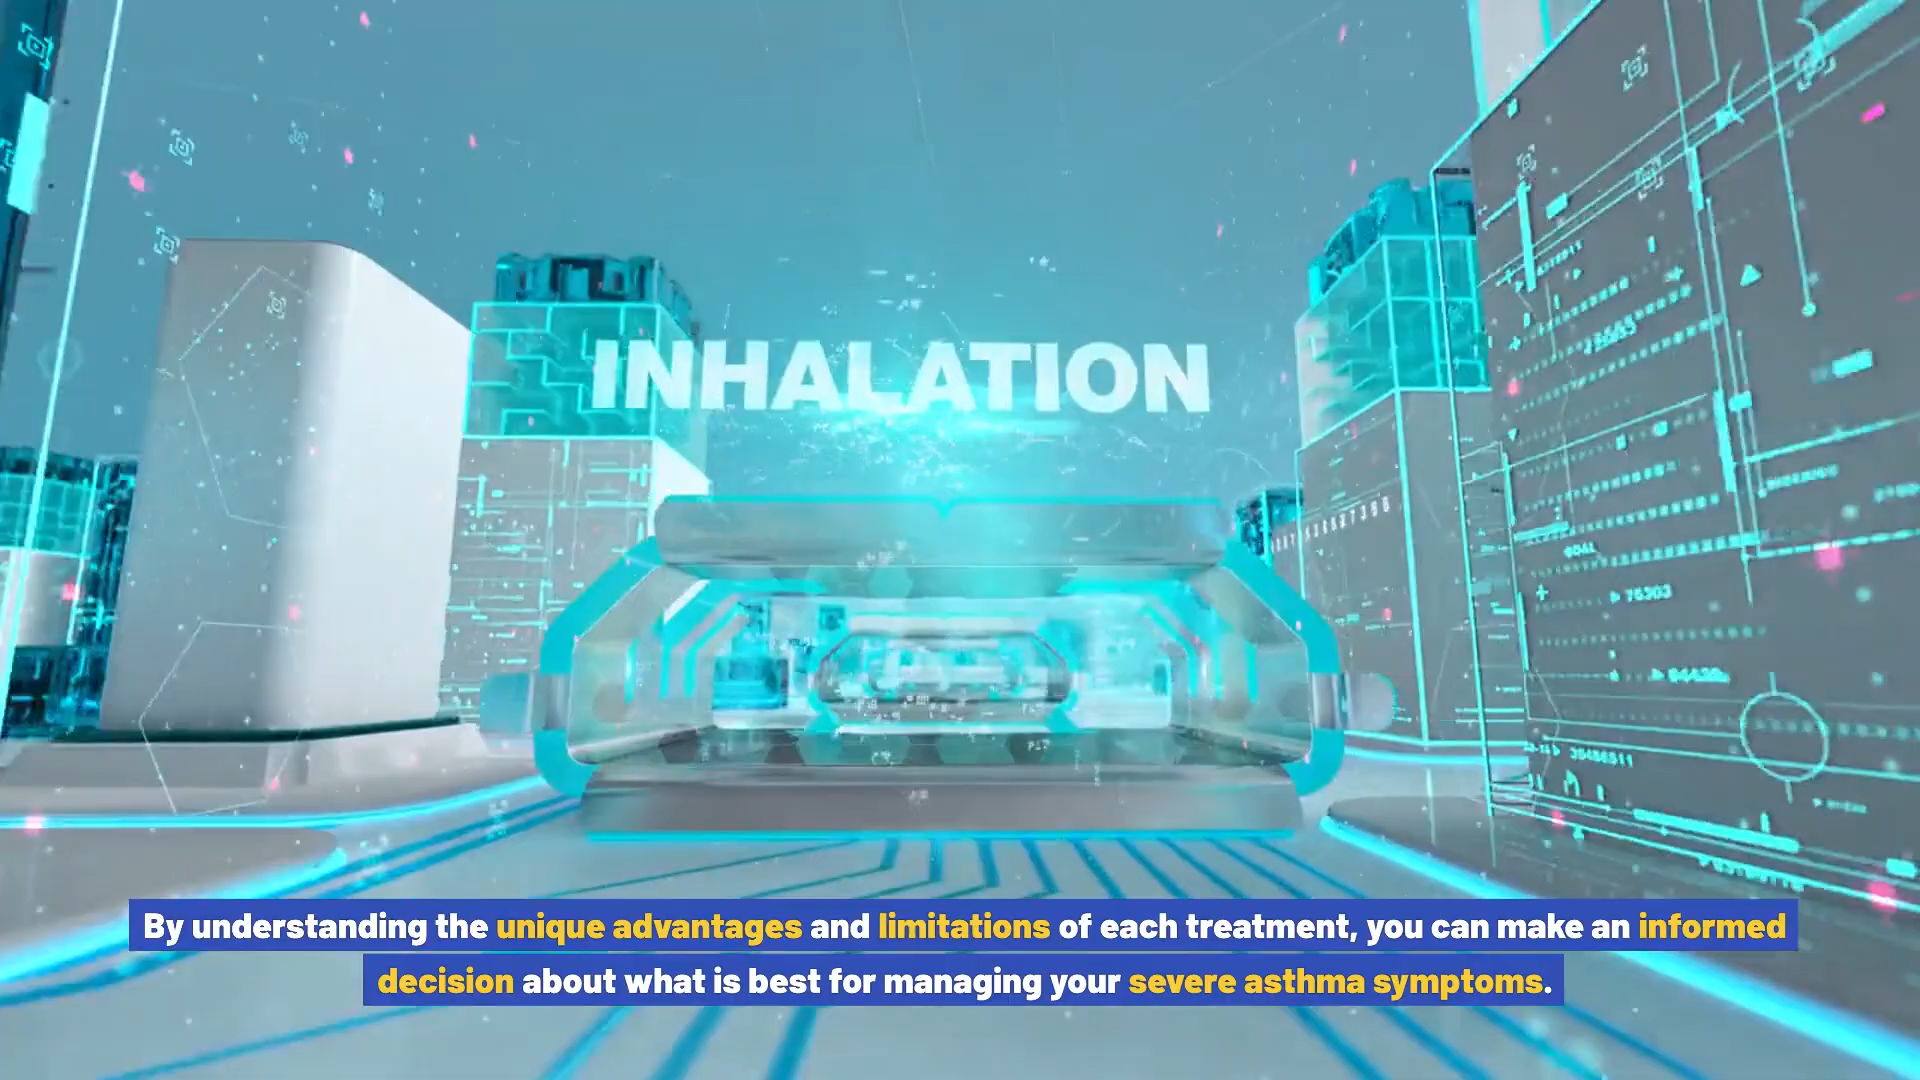 INHALATION
76303
By understanding the unique advantages and limitations of each treatment, you can make an informed
decision about what is best for managing your severe asthma symptoms.